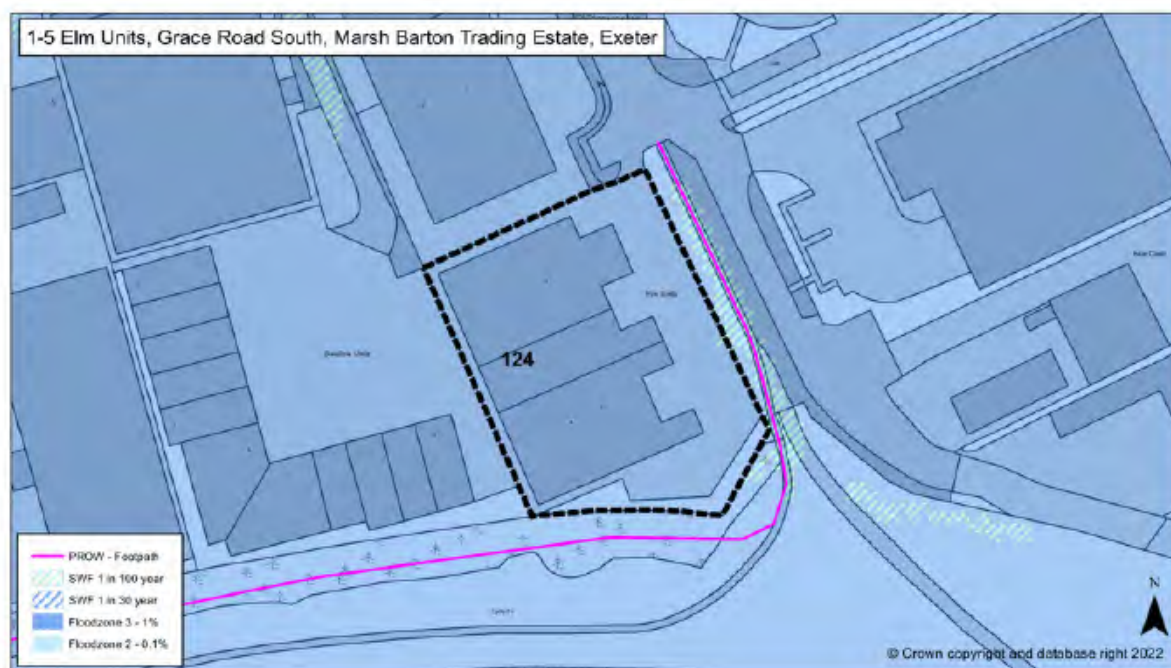 1-5 Elm Units, Grace Road South, Marsh Barton Trading Estate, Exeter
124
PROW - Footpath
SWF 1 in 100 year
SWF 1 in 30 year
Floodzone 3 - 1%
Floodzone 2 - 0.1%
N
© Crown copyright and database right 2022